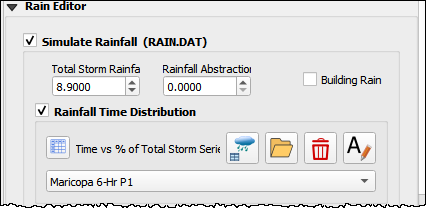 Rain Editor
Simulate Rainfall (RAIN.DAT)
Total Storm Rainfa
Rainfall Abstraction
8.9000
0.0000
Building Rain
Rainfall Time Distribution
Time vs % of Total Storm Serie
A
Maricopa 6-Hr P1